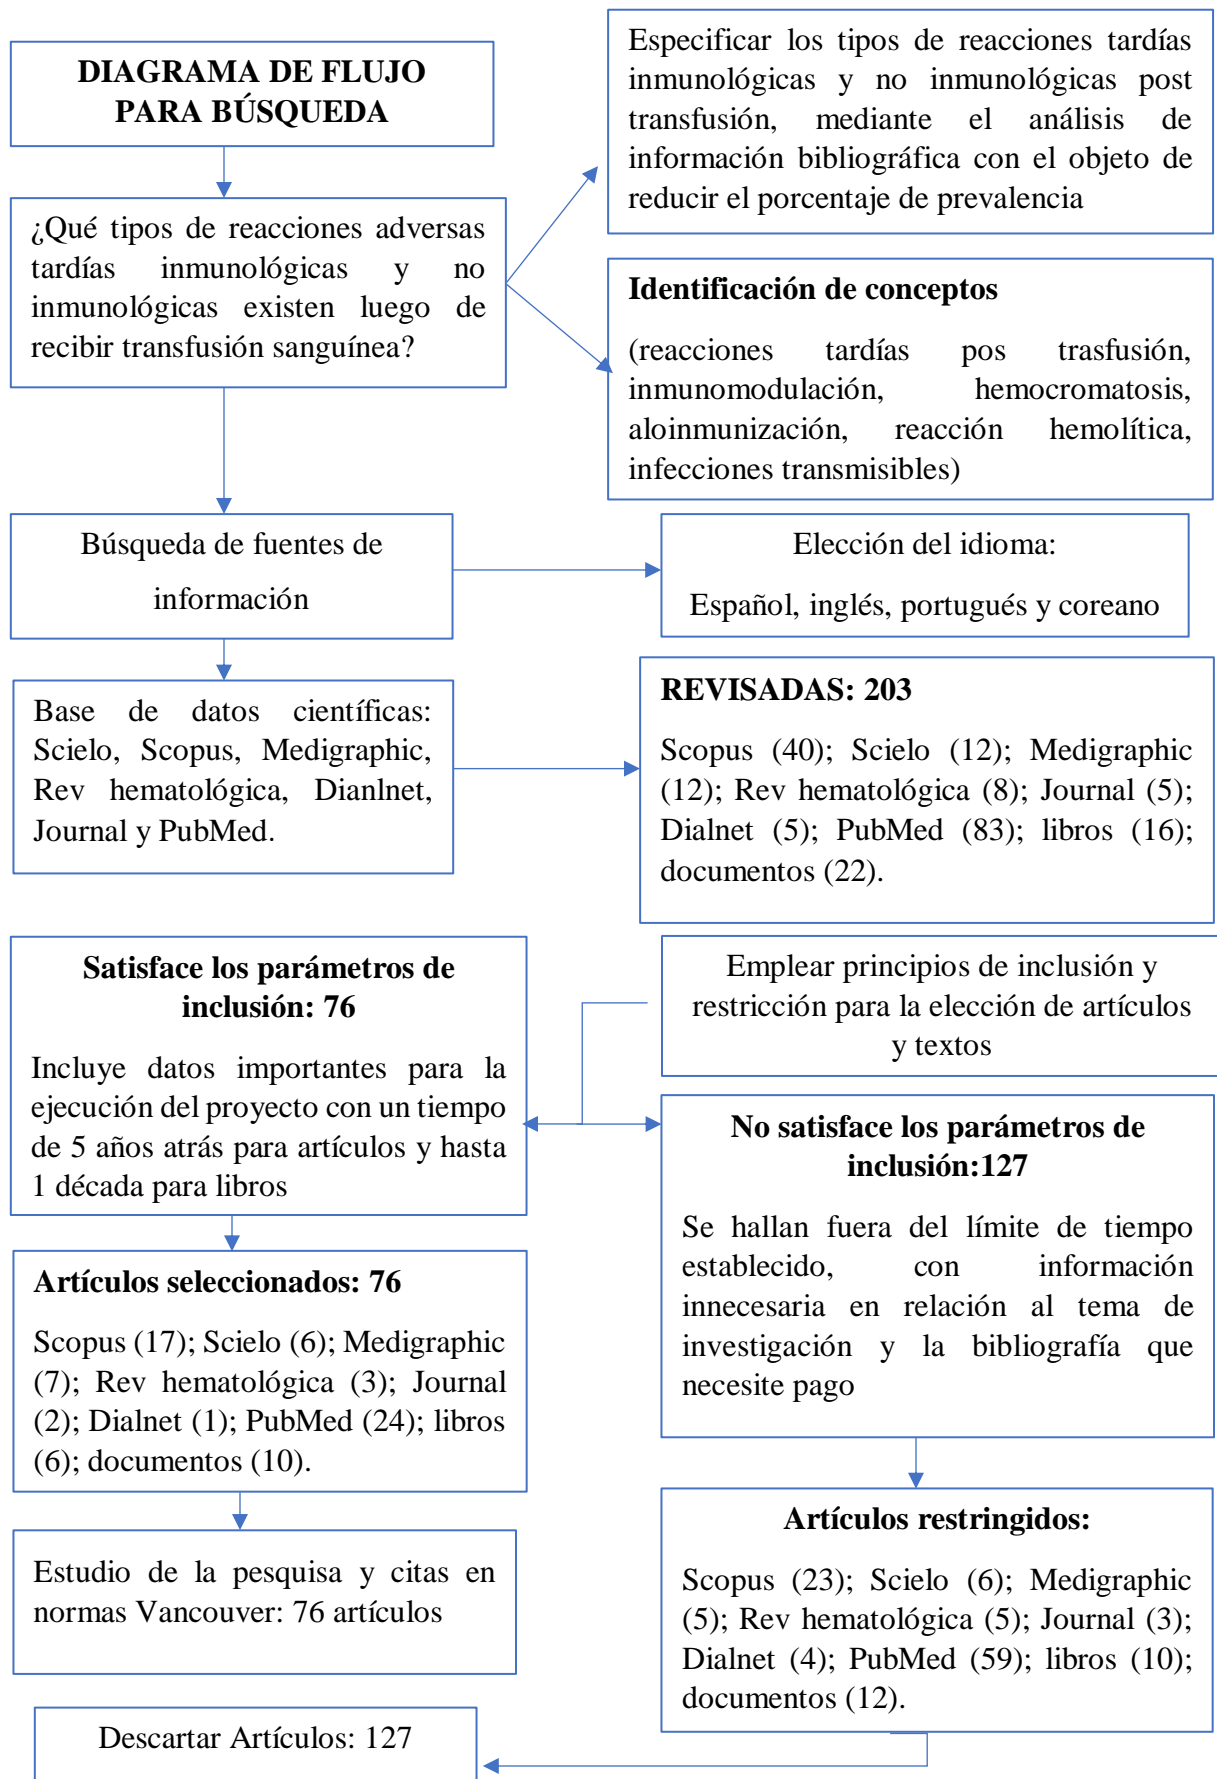 DIAGRAMA DE FLUJO
PARA BÚSQUEDA
Especificar los tipos de reacciones tardías
inmunológicas y no inmunológicas post
transfusión, mediante el análisis de
información bibliográfica con el objeto de
reducir el porcentaje de prevalencia
¿Qué tipos de reacciones adversas
tardías inmunológicas y no
inmunológicas existen luego de
recibir transfusión sanguínea?
Identificación de conceptos
(reacciones tardías pos trasfusión,
inmunomodulación, hemocromatosis,
aloinmunización, reacción hemolítica,
infecciones transmisibles)
Búsqueda de fuentes de
información
Elección del idioma:
Español, inglés, portugués y coreano
Base de datos científicas:
Scielo, Scopus, Medigraphic,
Rev hematológica, Dianlnet,
Journal y PubMed.
REVISADAS: 203
Scopus (40); Scielo (12); Medigraphic
(12); Rev hematológica (8); Journal (5);
Dialnet (5); PubMed (83); libros (16);
documentos (22).
Satisface los parámetros de
inclusión: 76
Incluye datos importantes para la
ejecución del proyecto con un tiempo
de 5 años atrás para artículos y hasta
1 década para libros
Emplear principios de inclusión y
restricción para la elección de artículos
y textos
No satisface los parámetros de
inclusión:127
Se hallan fuera del límite de tiempo
establecido, con información
innecesaria en relación al tema de
investigación y la bibliografía que
necesite pago
Artículos seleccionados: 76
Scopus (17); Scielo (6); Medigraphic
(7); Rev hematológica (3); Journal
(2); Dialnet (1); PubMed (24); libros
(6); documentos (10).
Artículos restringidos:
Scopus (23); Scielo (6); Medigraphic
(5); Rev hematológica (5); Journal (3);
Dialnet (4); PubMed (59); libros (10);
documentos (12).
Estudio de la pesquisa y citas en
normas Vancouver: 76 artículos
Descartar Artículos: 127